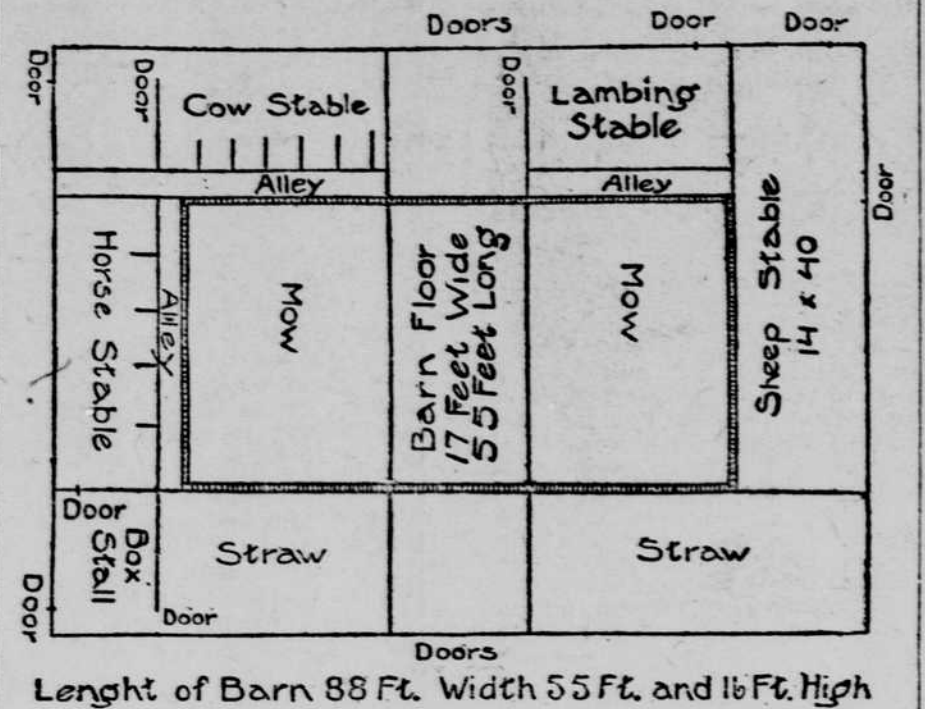 Doors
Door
Door
Door
Door
Cow Stable
Door
Lambing
Stable
Alley
Alley
Door
Horse Stable
Alley
Mow
Barn Floor
17 Feet Wide
55 Feet Long
Mow
Sheep Stable
14 x 40
Door
Box
Stall
Straw
Straw
Door
Door
Doors
Lenght of Barn 88 Ft. Width 55 Ft. and 16 Ft. High